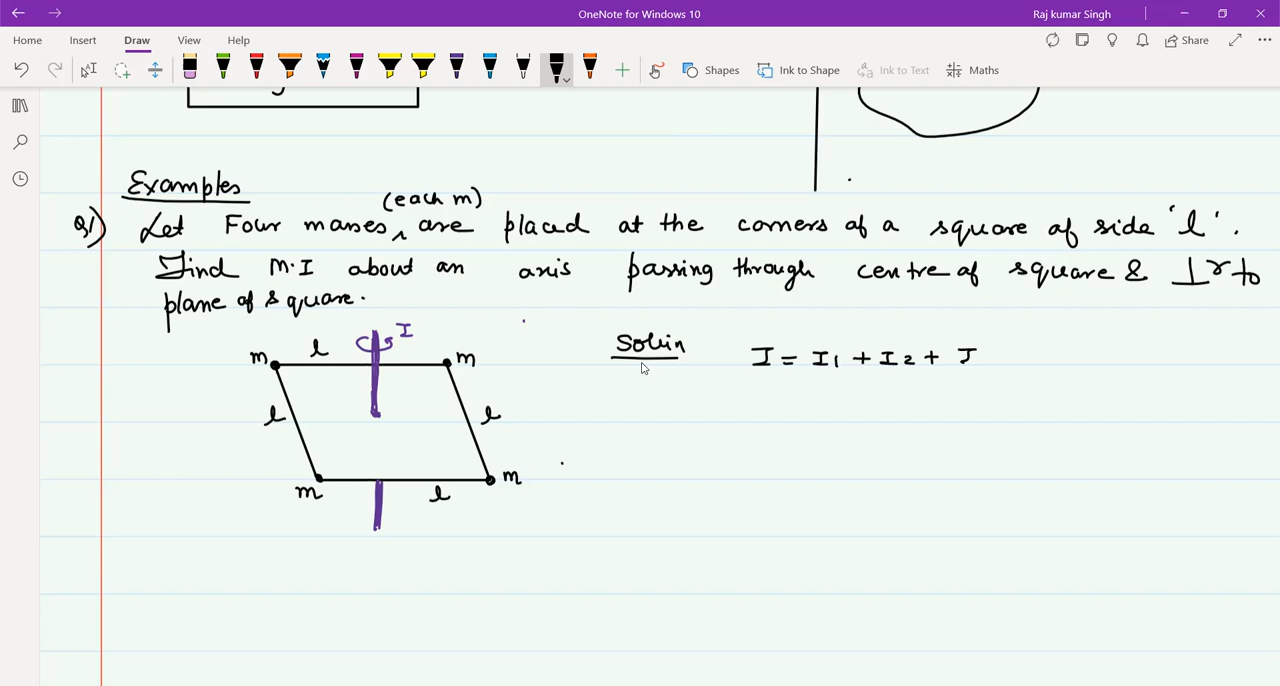 OneNote for Windows 10
Raj kumar Singh
Home Insert Draw View Help
Share
Shapes Ink to Shape Ink to Text Maths
Examples
(each m)
Q1) Let Four masses are placed at the corners of a square of side 'l'.
Find M.I about an axis passing through centre of square & ⊥r to
plane of square.
I
l
m m
l l
m m
l
Soln
I = I1 + I2 + I